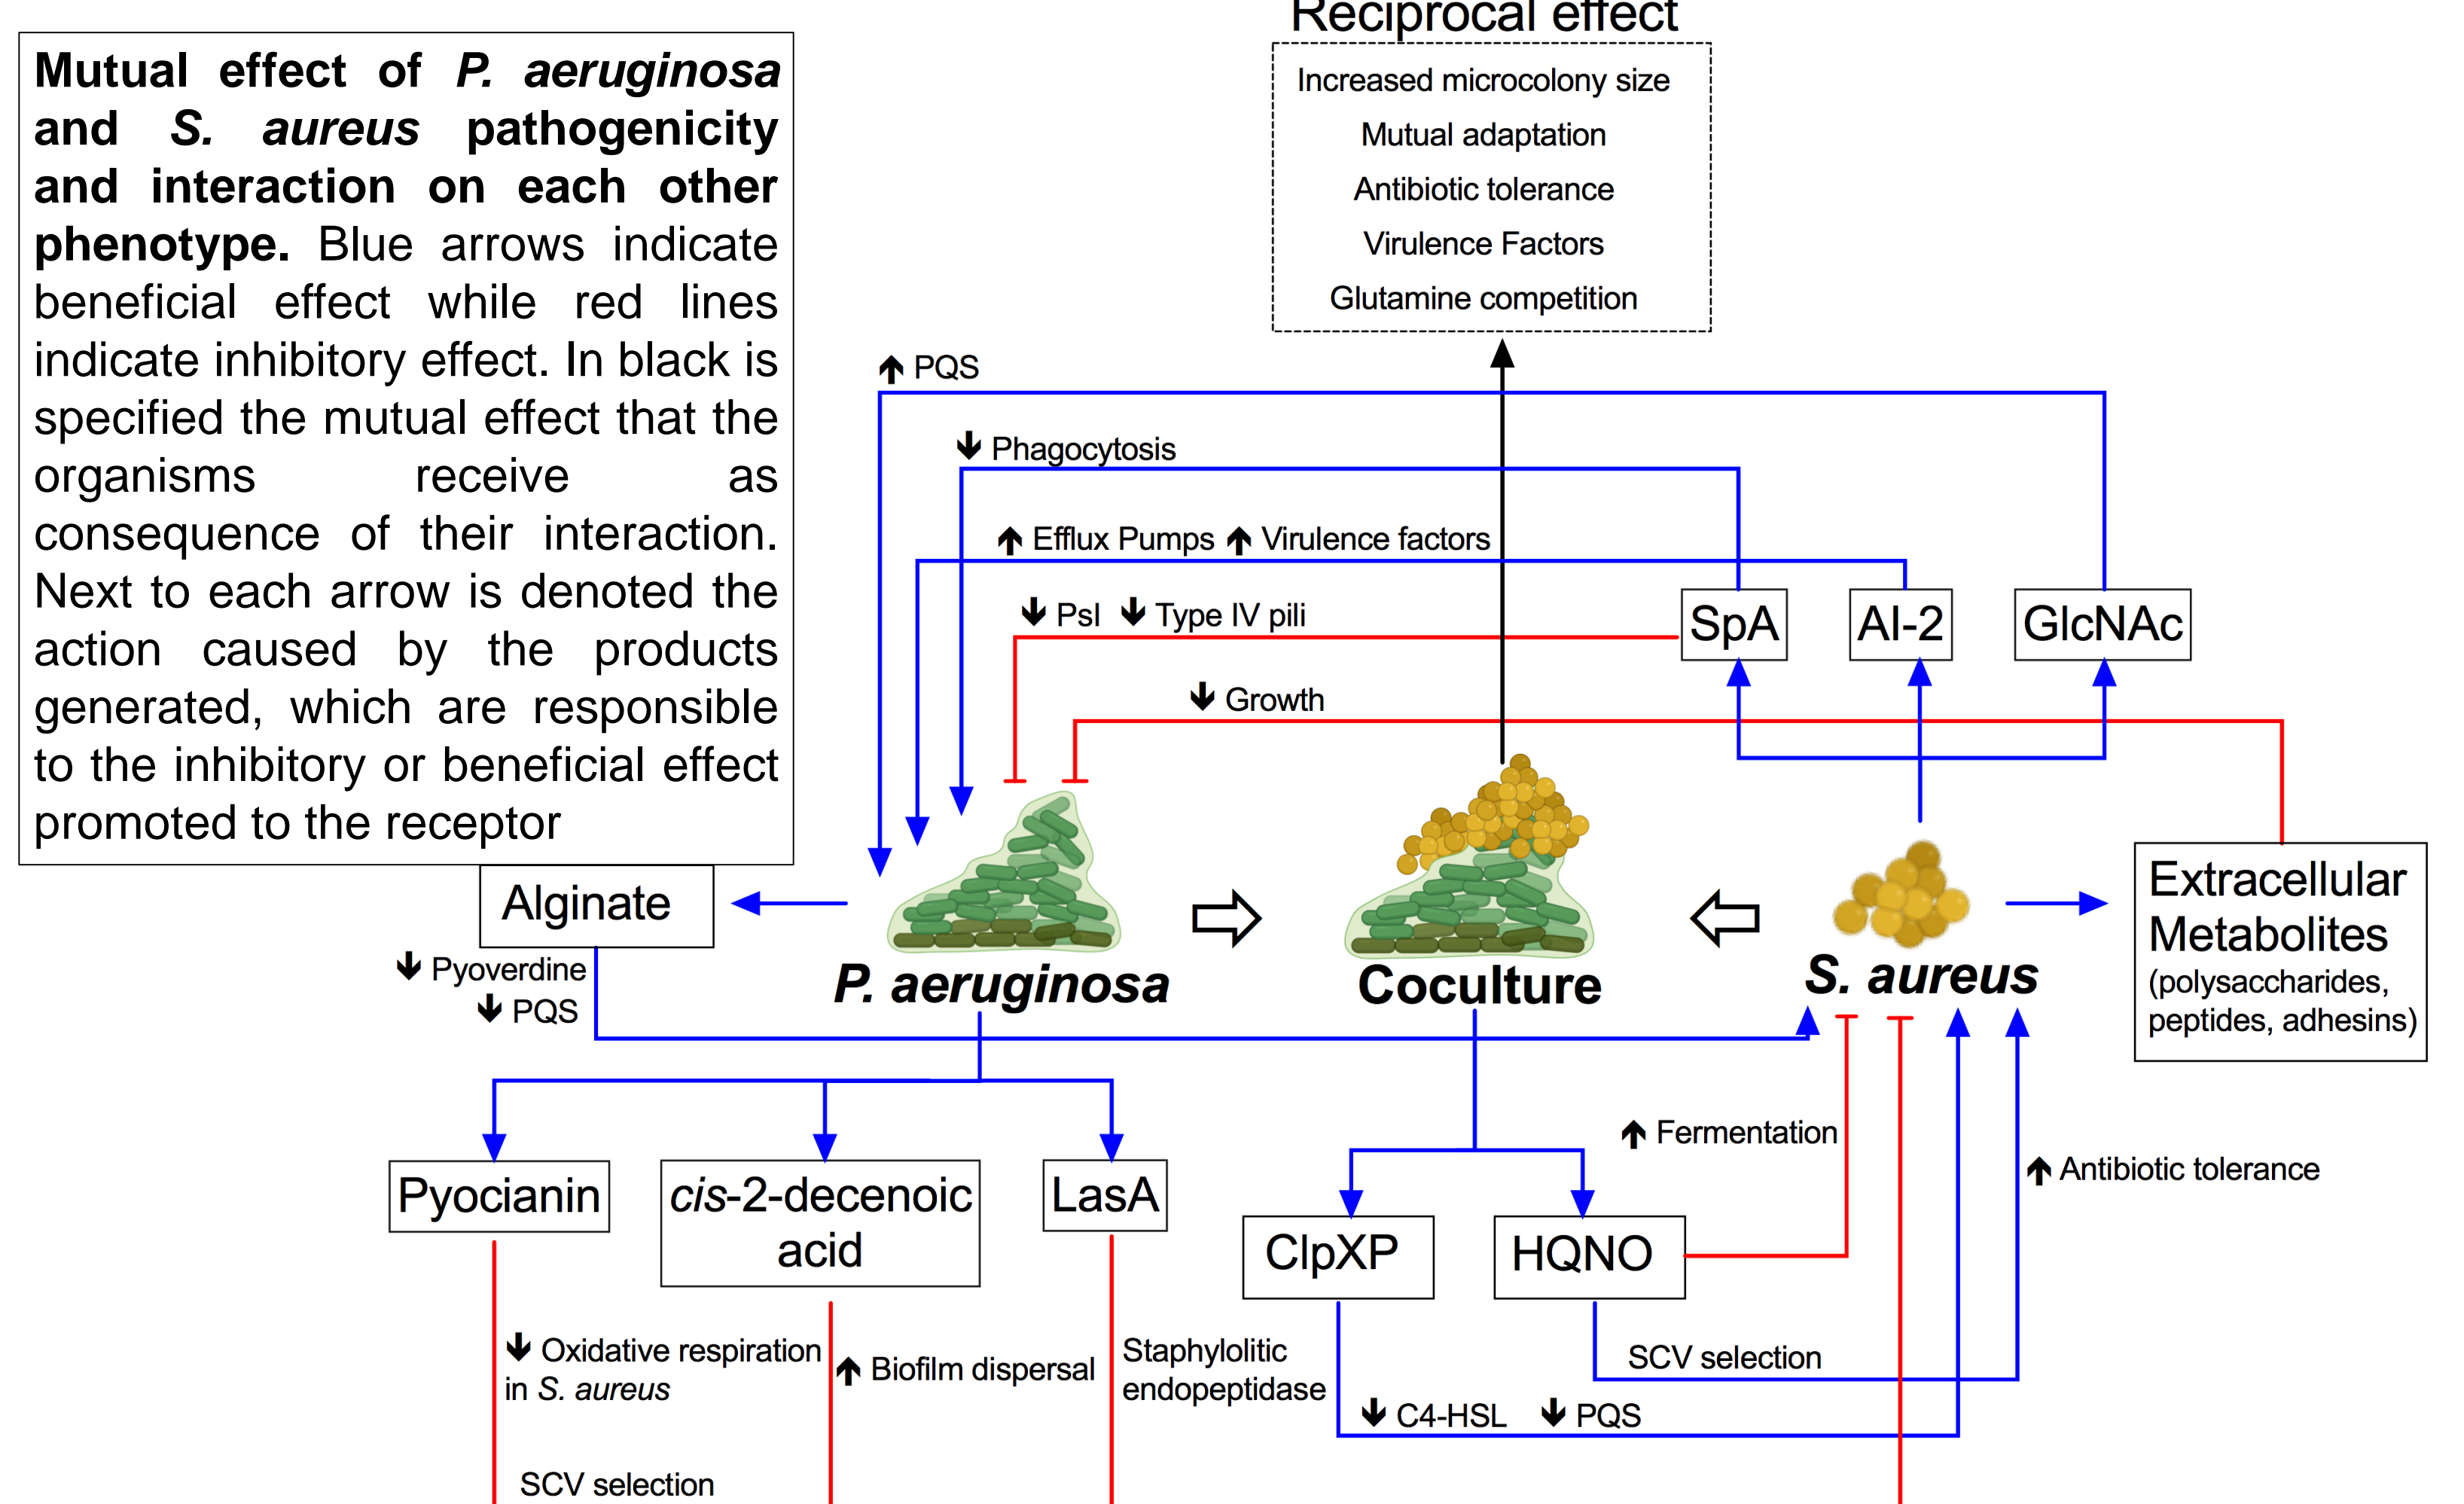 Reciprocal effect
Mutual effect of P. aeruginosa
and S. aureus pathogenicity
and interaction on each other
phenotype. Blue arrows indicate
beneficial effect while red lines
indicate inhibitory effect. In black is
specified the mutual effect that the
organisms receive as
consequence of their interaction.
Next to each arrow is denoted the
action caused by the products
generated, which are responsible
to the inhibitory or beneficial effect
promoted to the receptor
Increased microcolony size
Mutual adaptation
Antibiotic tolerance
Virulence Factors
Glutamine competition
🡹 PQS
🡻 Phagocytosis
🡹 Efflux Pumps 🡹 Virulence factors
🡻 Psl 🡻 Type IV pili
🡻 Growth
SpA
AI-2
GlcNAc
Alginate
P. aeruginosa
Coculture
S. aureus
Extracellular
Metabolites
(polysaccharides,
peptides, adhesins)
🡻 Pyoverdine
🡻 PQS
🡹 Fermentation
🡹 Antibiotic tolerance
Pyocianin
cis-2-decenoic
acid
LasA
ClpXP
HQNO
🡻 Oxidative respiration
in S. aureus
🡹 Biofilm dispersal
Staphylolitic
endopeptidase
SCV selection
🡻 C4-HSL 🡻 PQS
SCV selection